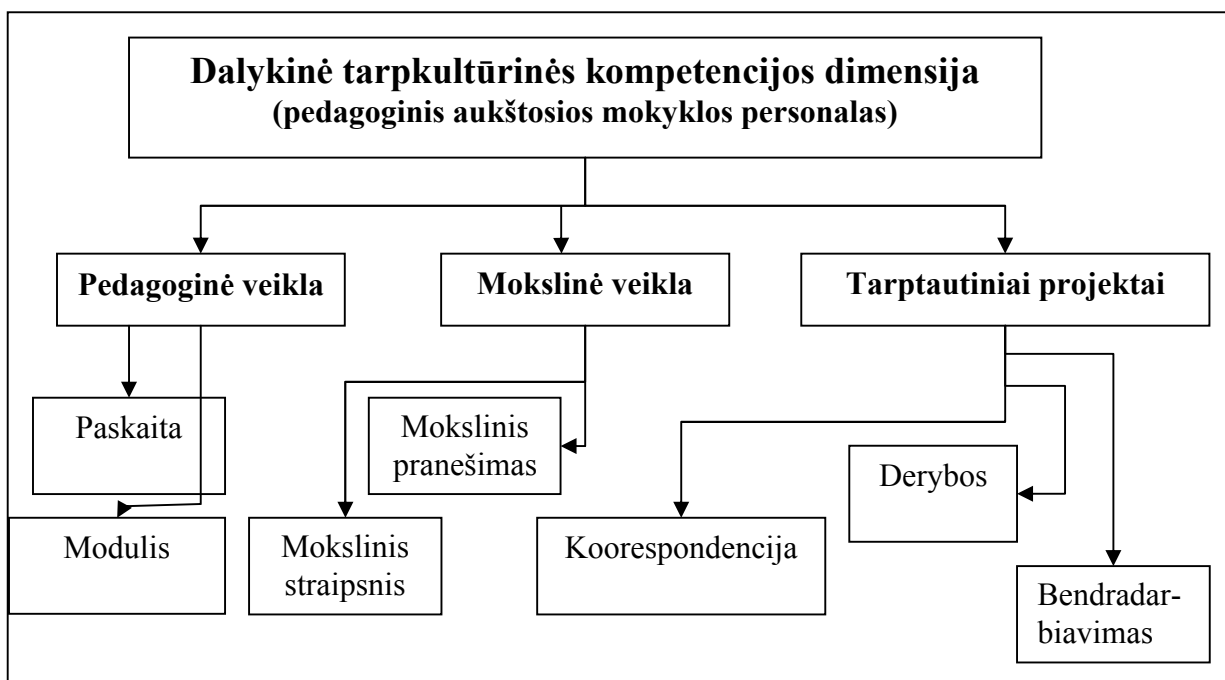 Dalykinė tarpkultūrinės kompetencijos dimensija
(pedagoginis aukštosios mokyklos personalas)
Pedagoginė veikla
Mokslinė veikla
Tarptautiniai projektai
Paskaita
Mokslinis
pranešimas
Derybos
Modulis
Mokslinis
straipsnis
Koorespondencija
Bendradar-
biavimas